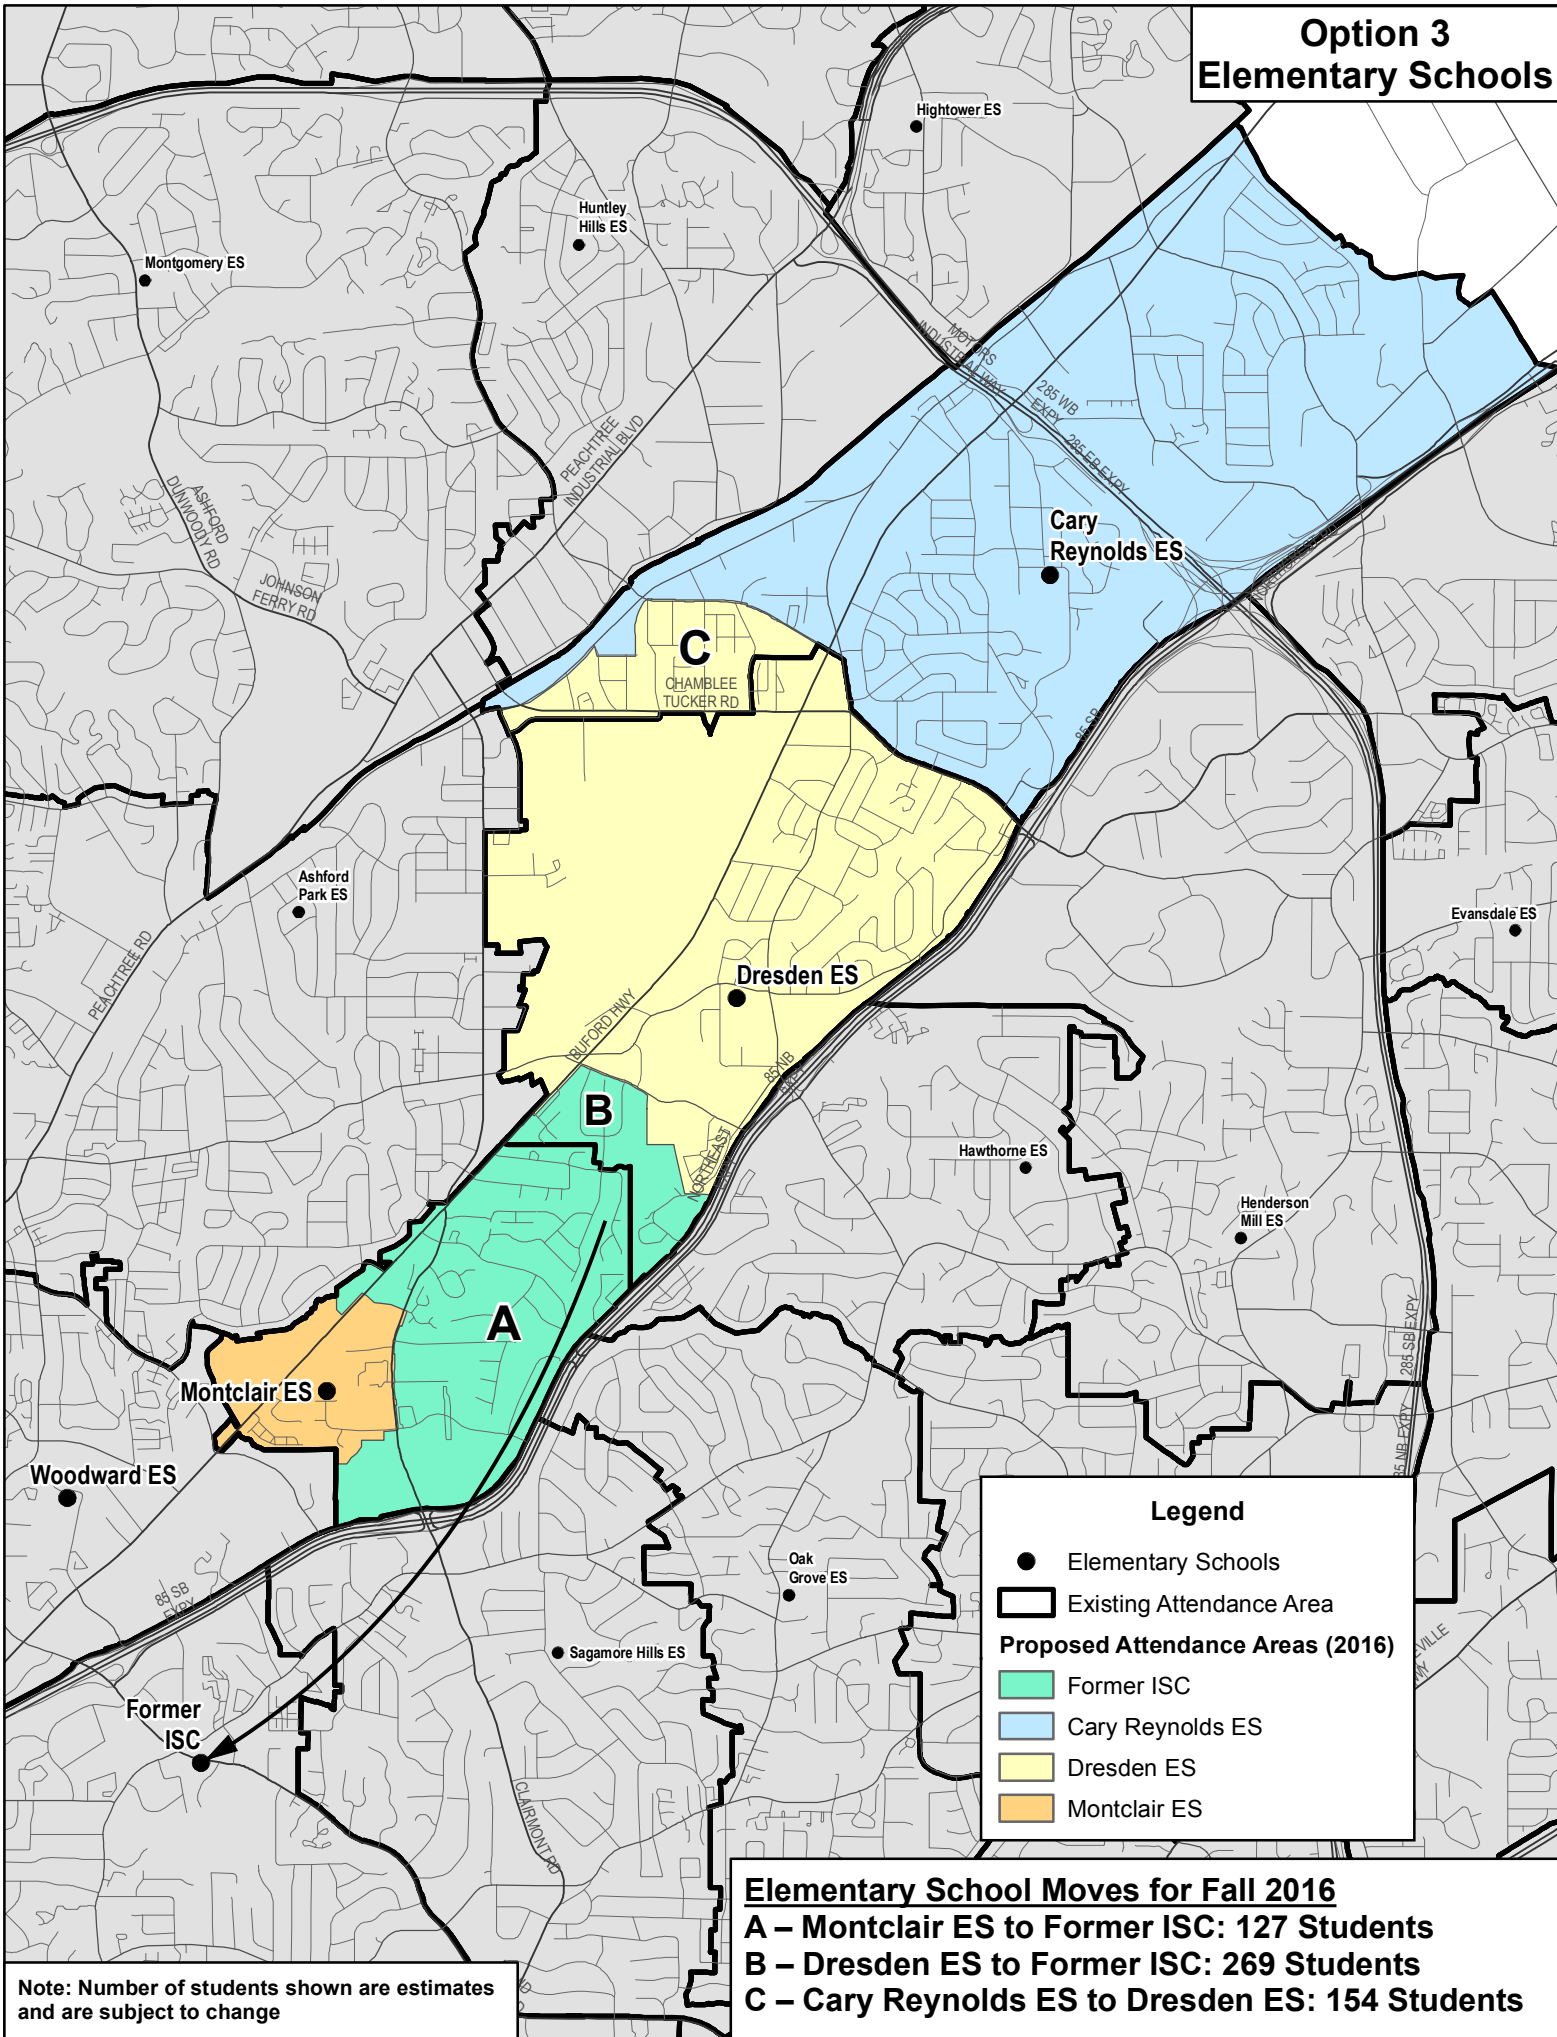 Option 3
Elementary Schools
Hightower ES
Huntley
Hills ES
Montgomery ES
MOTORS
INDUSTRIAL WAY
285 WB
EXPY
285 EB EXPY
PEACHTREE
INDUSTRIAL BLVD
ASHFORD
DUNWOODY RD
Cary
Reynolds ES
JOHNSON
FERRY RD
C
CHAMBLEE
TUCKER RD
85 SB
Ashford
Park ES
Evansdale ES
PEACHTREE RD
Dresden ES
BUFORD HWY
85 NB
EXPY
B
NORTHEAST
Hawthorne ES
Henderson
Mill ES
A
285 SB EXPY
Montclair ES
Woodward ES
85 NB EXPY
Legend
Elementary Schools
Existing Attendance Area
Proposed Attendance Areas (2016)
Former ISC
Cary Reynolds ES
Dresden ES
Montclair ES
Oak
Grove ES
85 SB
EXPY
Sagamore Hills ES
EVILLE
Former
ISC
CLAIRMONT RD
Elementary School Moves for Fall 2016
A – Montclair ES to Former ISC: 127 Students
B – Dresden ES to Former ISC: 269 Students
C – Cary Reynolds ES to Dresden ES: 154 Students
Note: Number of students shown are estimates
and are subject to change